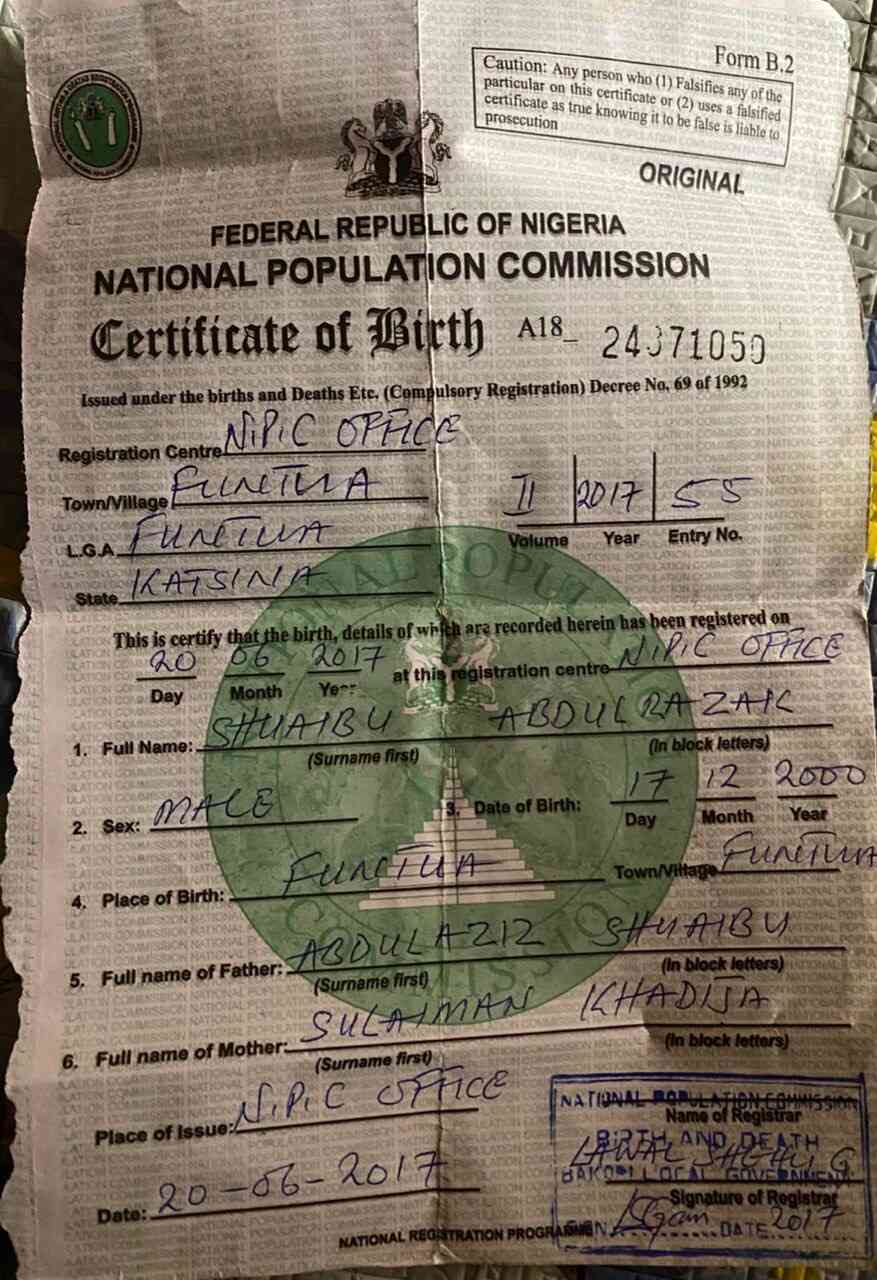 Form B.2
Caution: Any person who (1) Falsifies any of the
particular on this certificate or (2) uses a falsified
certificate as true knowing it to be false is liable to
prosecution
ORIGINAL
FEDERAL REPUBLIC OF NIGERIA
NATIONAL POPULATION COMMISSION
Certificate of Birth A18_
Issued under the births and Deaths Etc. (Compulsory Registration) Decree No. 69 of 1992
Registration Centre NIPIC OFFICE
Town/Village FUNTUA
L.G.A FUNTUA
State KATSINA
II 2017 55
Volume Year Entry No.
This is certify that the birth, details of which are recorded herein has been registered on
20 06 2017 at this registration centre NIPIC OFFICE
Day Month Year
1. Full Name: SHUAIBU ABDULRAZAK
(Surname first) (In block letters)
2. Sex: MALE 3. Date of Birth: 17 12 2000
Day Month Year
4. Place of Birth: FUNTUA Town/Village FUNTUA
5. Full name of Father: ABDULAZIZ SHUAIBU
(Surname first) (In block letters)
6. Full name of Mother: SULAIMAN KHADIJA
(Surname first) (In block letters)
Place of Issue: NIPIC OFFICE
Date: 20-06-2017
NATIONAL POPULATION COMMISSION
Name of Registrar
BIRTH AND DEATH
LAWAL SHEHU G
BAKORI LOCAL GOVERNMENT
Signature of Registrar
SIGN DATE 2017
NATIONAL REGISTRATION PROGRAMME